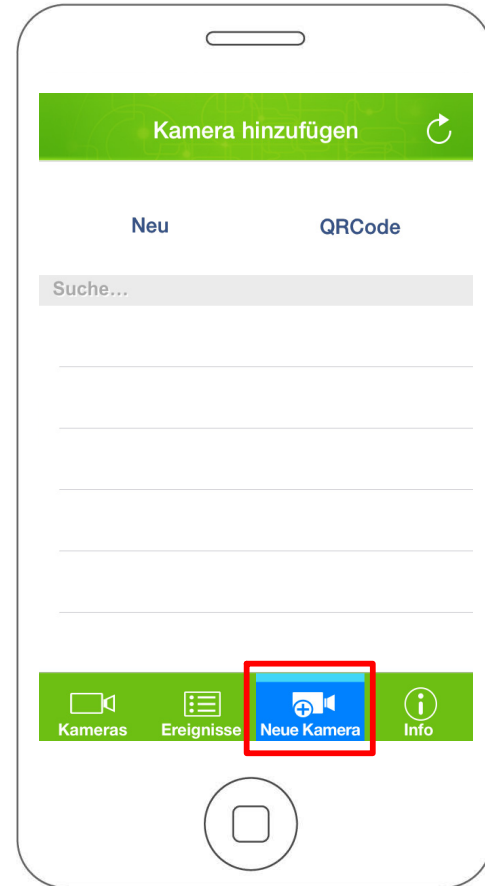 Kamera hinzufügen
Neu QRCode
Suche...
Kameras Ereignisse Neue Kamera Info